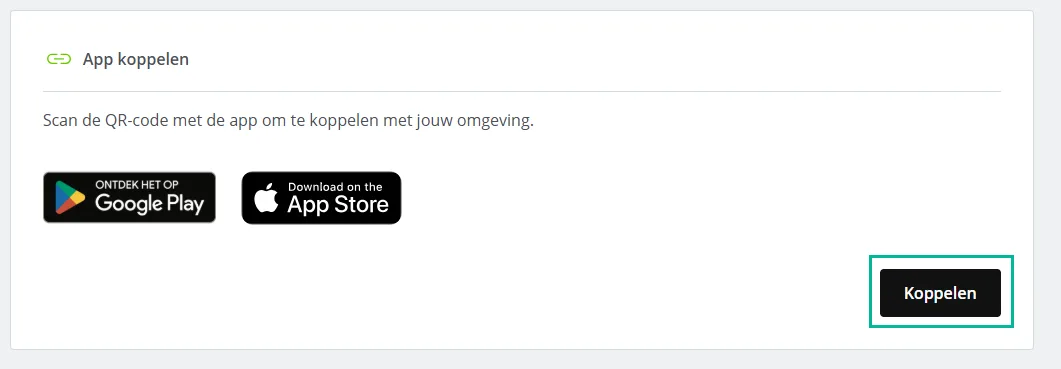 App koppelen
Scan de QR-code met de app om te koppelen met jouw omgeving.
ONTDEK HET OP
Google Play
Download on the
App Store
Koppelen